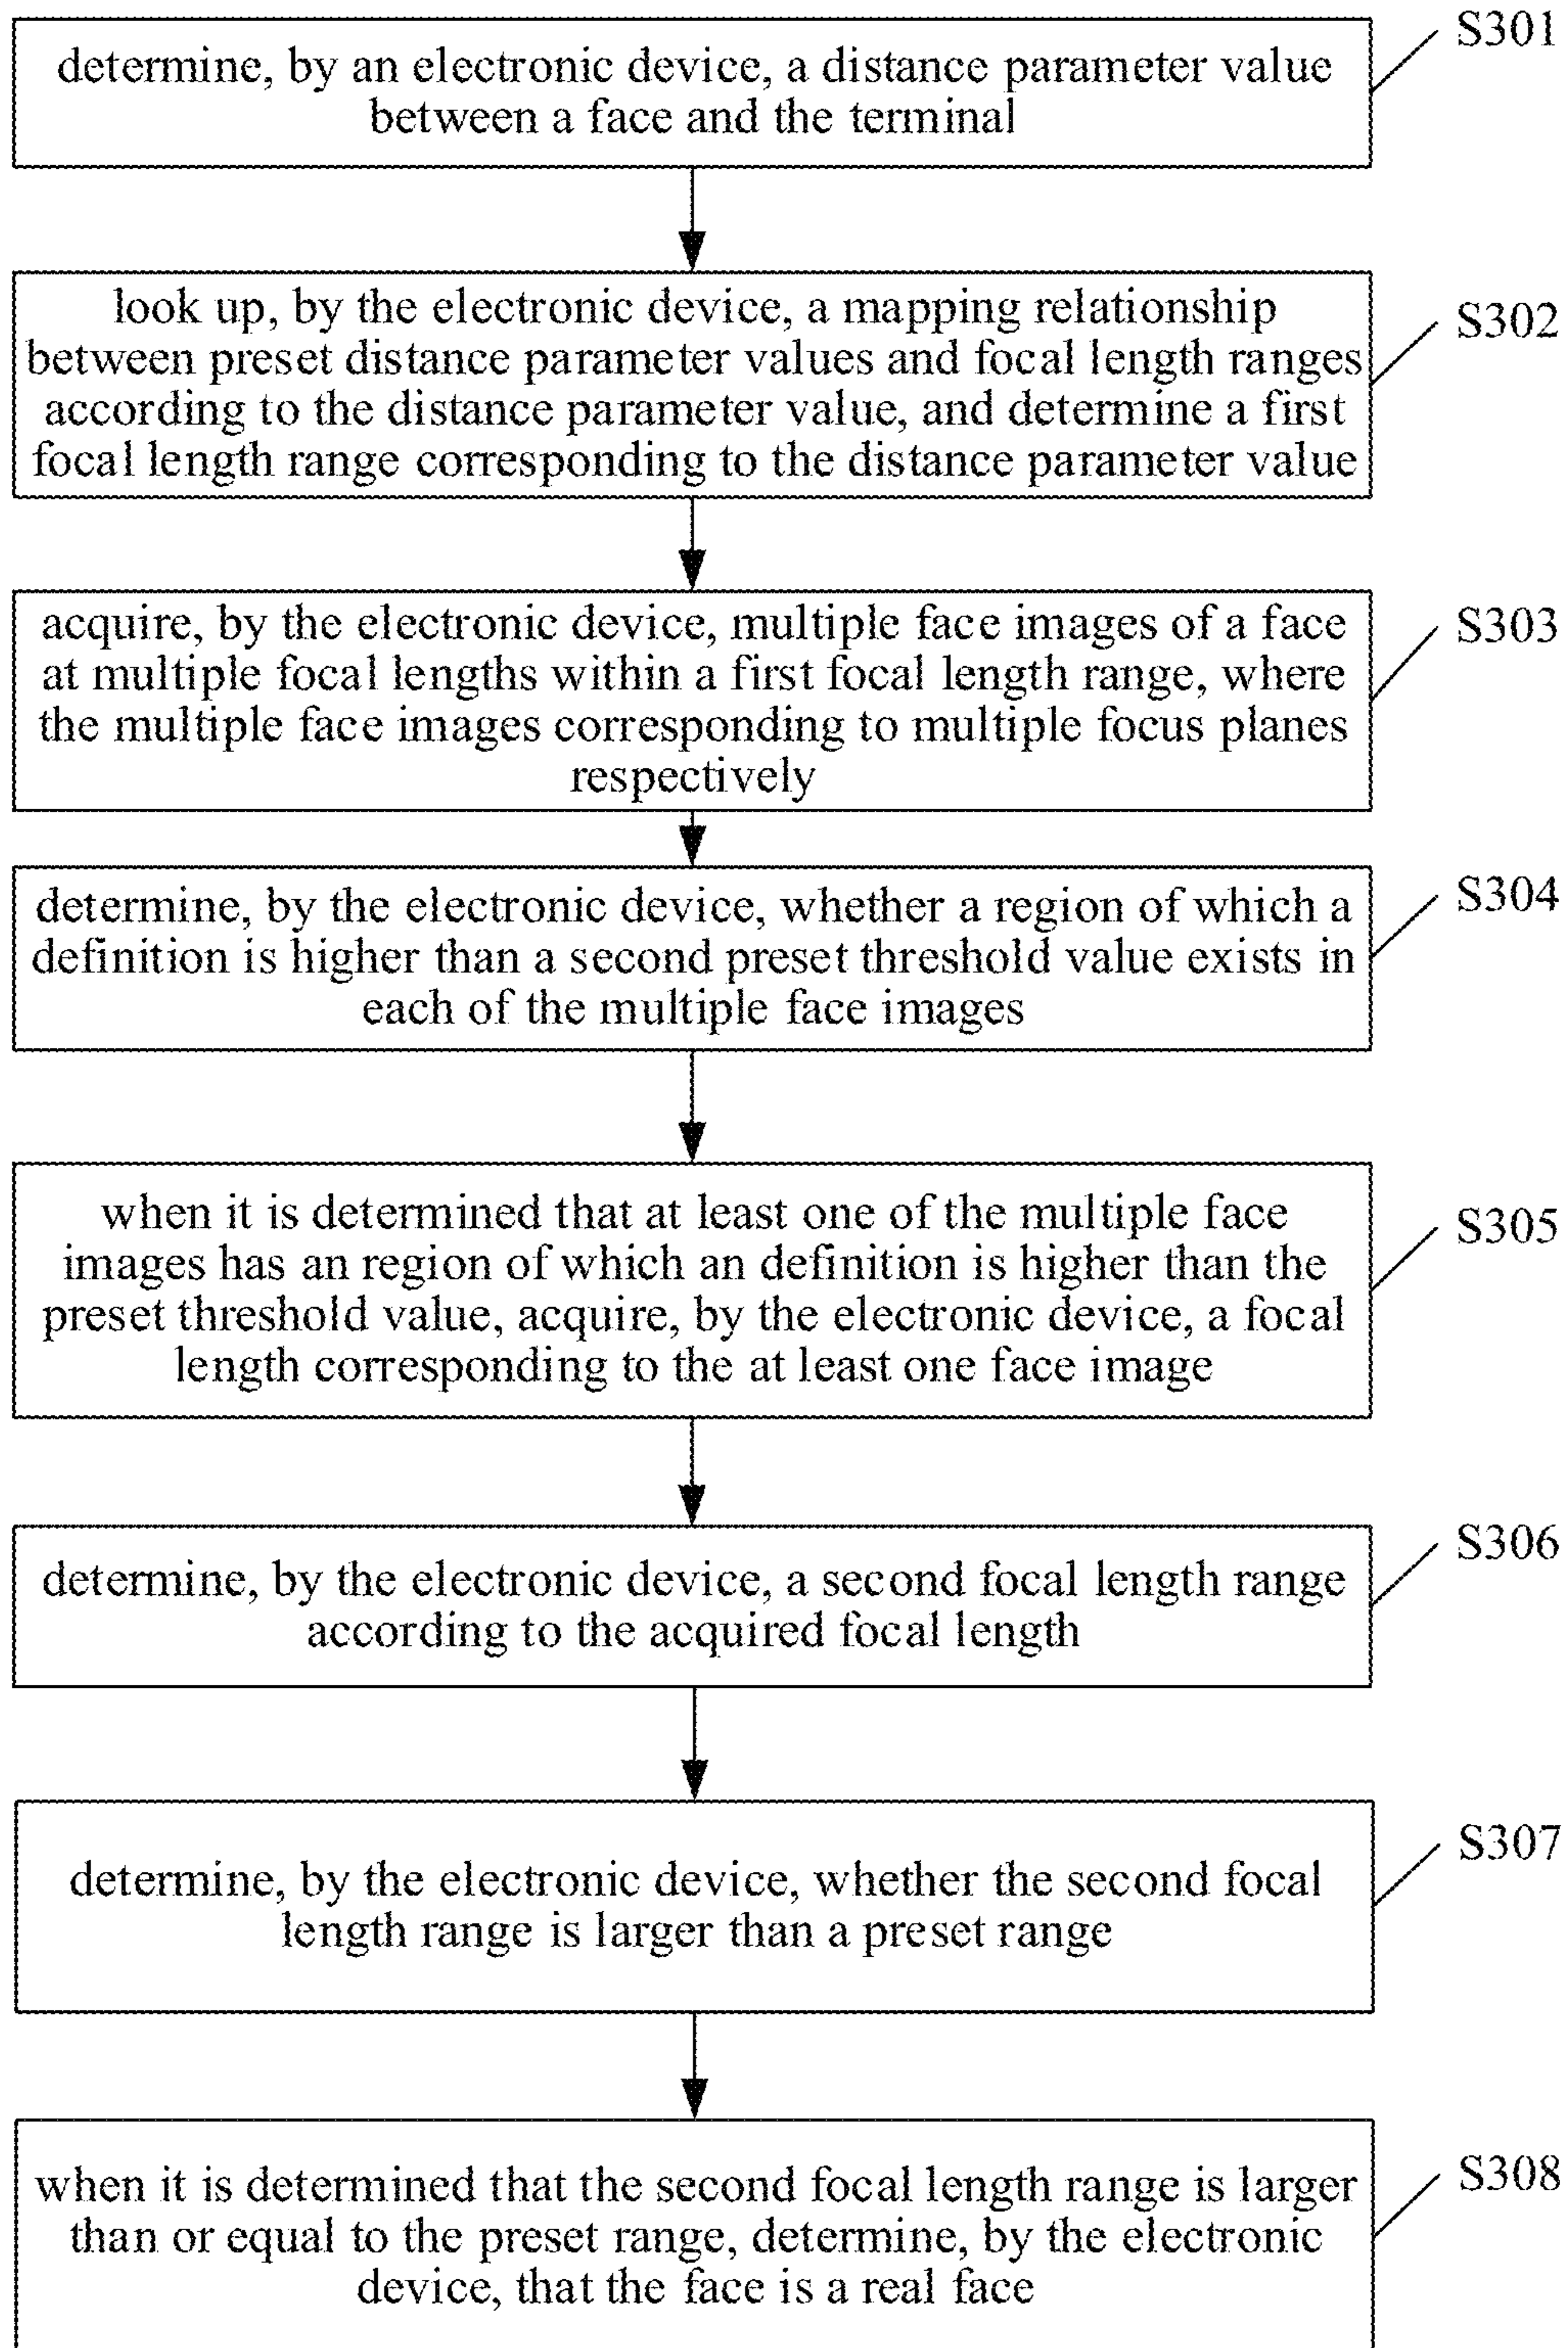 S301
determine, by an electronic device, a distance parameter value
between a face and the terminal
look up, by the electronic device, a mapping relationship
S302
between preset distance parameter values and focal length ranges
according to the distance parameter value, and determine a first
focal length range corresponding to the distance parameter value
acquire, by the electronic device, multiple face images of a face
S303
at multiple focal lengths within a first focal length range, where
the multiple face images corresponding to multiple focus planes
respectively
S304
determine, by the electronic device, whether a region of which a
definition is higher than a second preset threshold value exists in
each of the multiple face images
when it is determined that at least one of the multiple face
S305
images has an region of which an definition is higher than the
preset threshold value, acquire, by the electronic device, a focal
length corresponding to the at least one face image
S306
determine, by the electronic device, a second focal length range
according to the acquired focal length
S307
determine, by the electronic device, whether the second focal
length range is larger than a preset range
S308
when it is determined that the second focal length range is larger
than or equal to the preset range, determine, by the electronic
device, that the face is a real face